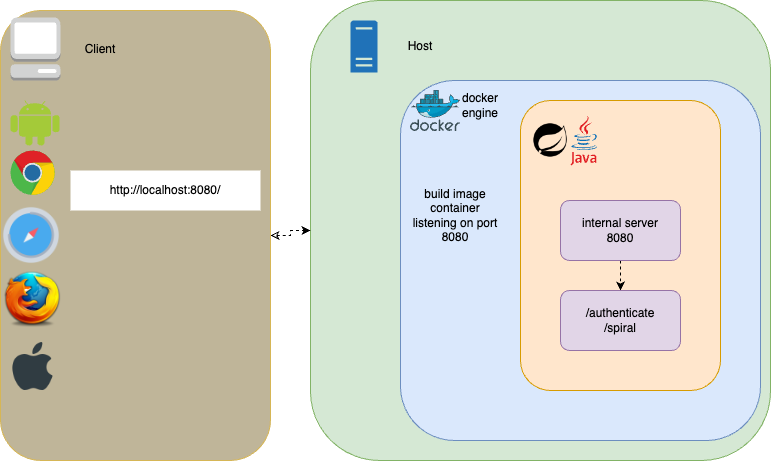 Client
http://localhost:8080/
Host
docker
docker
engine
Java
build image
container
listening on port
8080
internal server
8080
/authenticate
/spiral